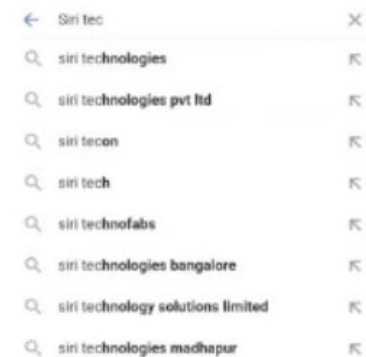 Siri tec
siri technologies
siri technologies pvt ltd
siri tecon
siri tech
siri technofabs
siri technologies bangalore
siri technology solutions limited
siri technologies madhapur